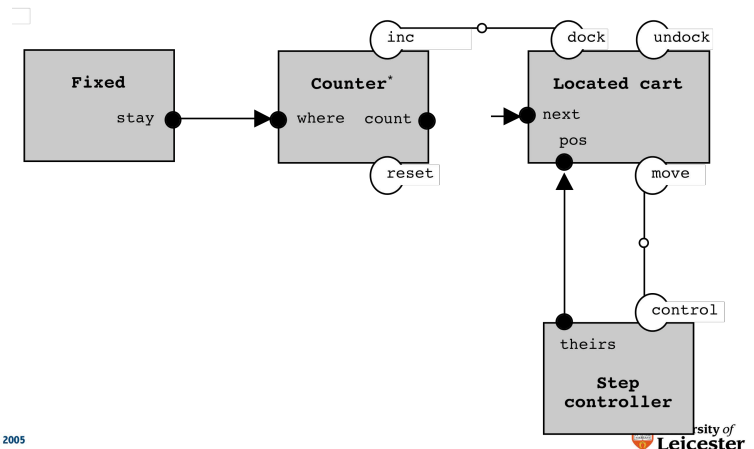 inc
dock
undock
Fixed
Counter*
Located cart
stay
where
count
next
pos
reset
move
control
theirs
Step
controller
2005
rsity of
Leicester